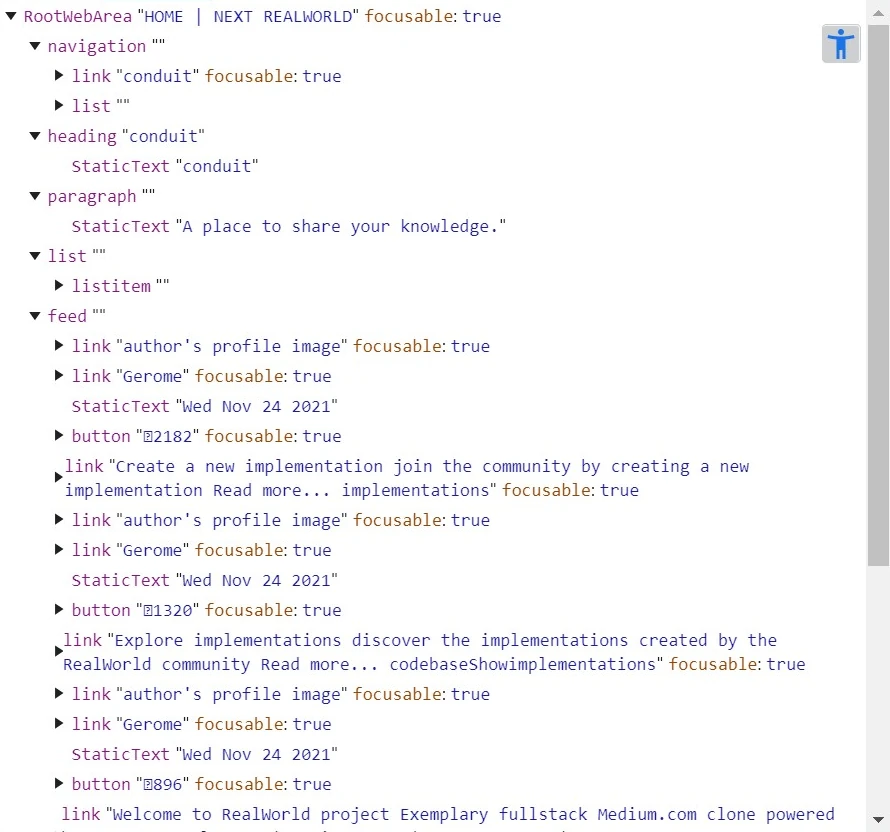 RootWebArea "HOME | NEXT REALWORLD" focusable: true
navigation ""
link "conduit" focusable: true
list ""
heading "conduit"
StaticText "conduit"
paragraph ""
StaticText "A place to share your knowledge."
list ""
listitem ""
feed ""
link "author's profile image" focusable: true
link "Gerome" focusable: true
StaticText "Wed Nov 24 2021"
button "2182" focusable: true
link "Create a new implementation join the community by creating a new
implementation Read more... implementations" focusable: true
link "author's profile image" focusable: true
link "Gerome" focusable: true
StaticText "Wed Nov 24 2021"
button "1320" focusable: true
link "Explore implementations discover the implementations created by the
RealWorld community Read more... codebaseShowimplementations" focusable: true
link "author's profile image" focusable: true
link "Gerome" focusable: true
StaticText "Wed Nov 24 2021"
button "896" focusable: true
link "Welcome to RealWorld project Exemplary fullstack Medium.com clone powered